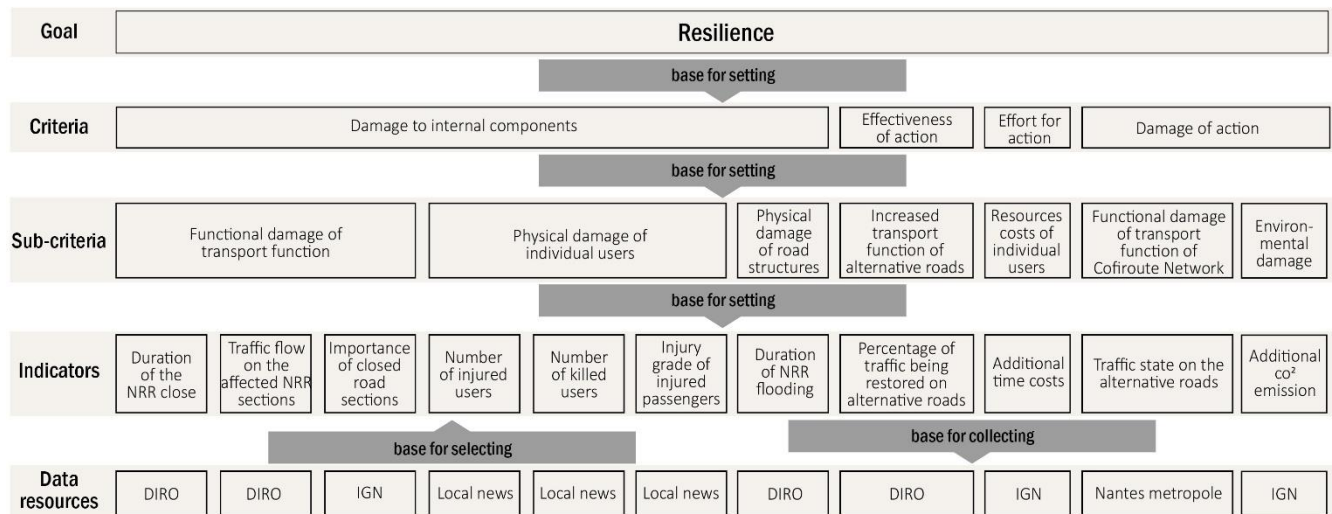 Goal
Resilience
base for setting
Criteria
Damage to internal components
Effectiveness
of action
Effort for
action
Damage of action
base for setting
Sub-criteria
Functional damage of
transport function
Physical damage of
individual users
Physical
damage
of road
structures
Increased
transport
function of
alternative roads
Resources
costs of
individual
users
Functional damage
of transport
function of
Cofiroute Network
Environ-
mental
damage
base for setting
Indicators
Duration
of the
NRR close
Traffic flow
on the
affected NRR
sections
Importance
of closed
road
sections
Number
of injured
users
Number
of killed
users
Injury
grade of
injured
passengers
Duration
of NRR
flooding
Percentage of
traffic being
restored on
alternative roads
Additional
time costs
Traffic state on the
alternative roads
Additional
co²
emission
base for selecting
base for collecting
Data
resources
DIRO
DIRO
IGN
Local news
Local news
Local news
DIRO
DIRO
IGN
Nantes metropole
IGN